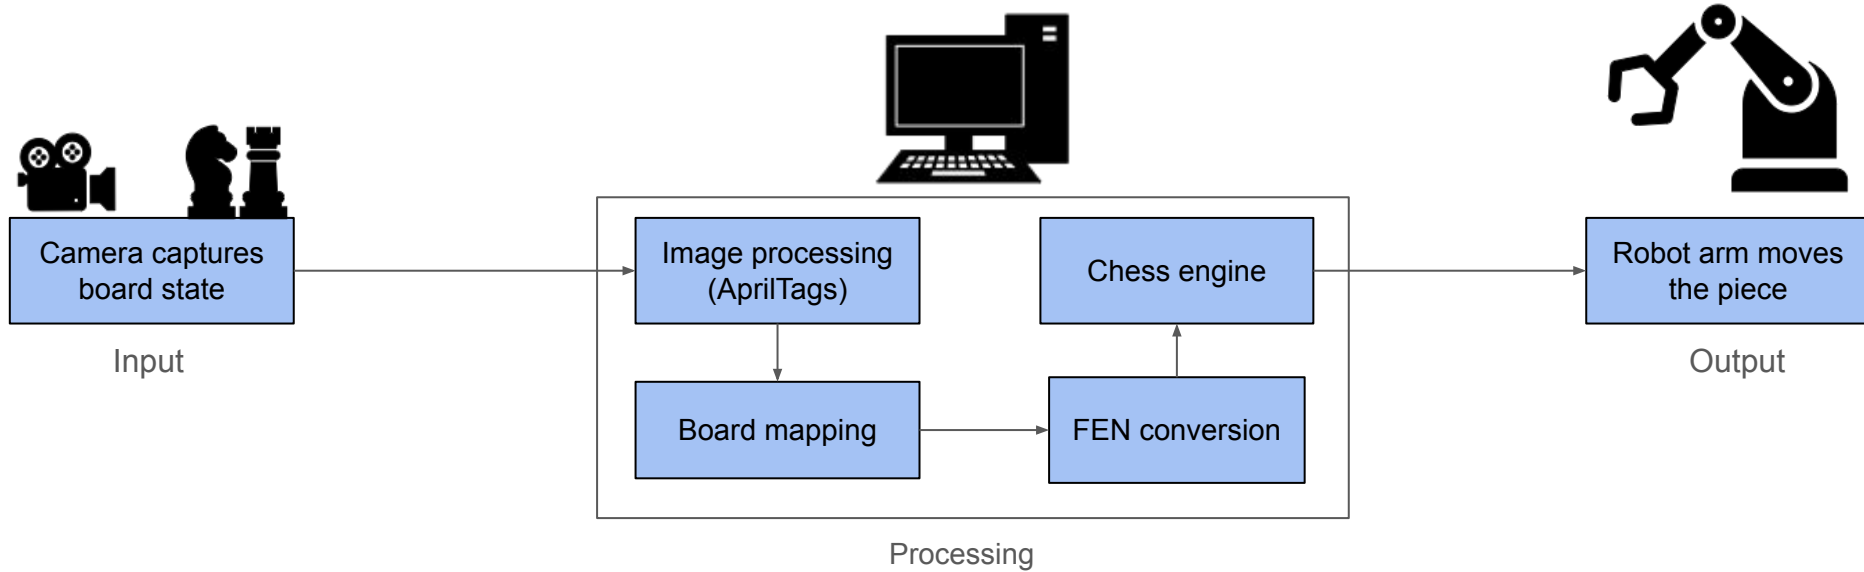 Camera captures
board state
Input
Image processing
(AprilTags)
Board mapping
FEN conversion
Chess engine
Processing
Robot arm moves
the piece
Output